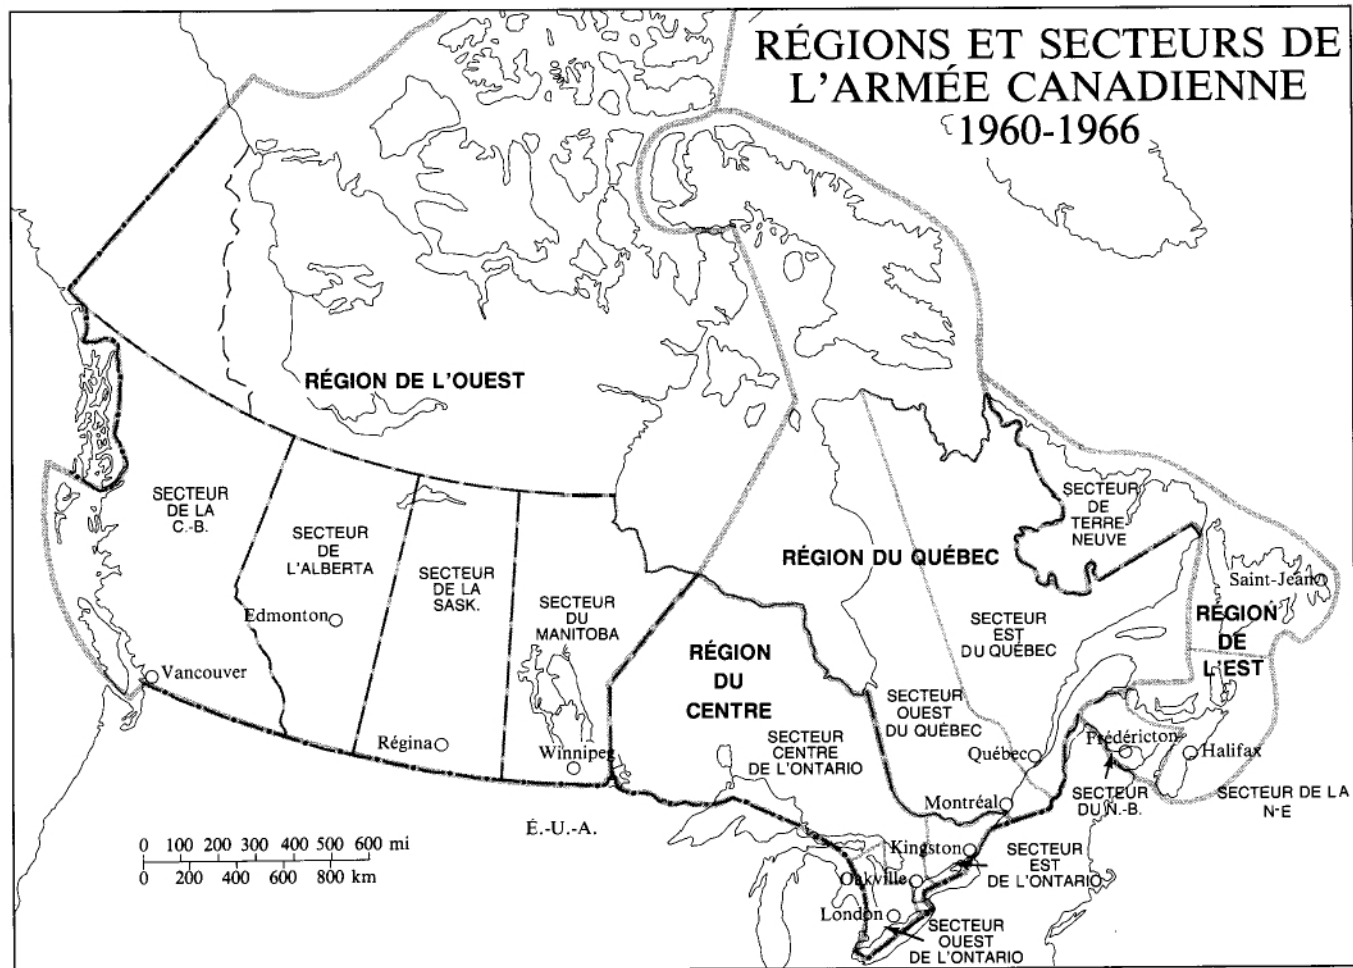 RÉGIONS ET SECTEURS DE
L'ARMÉE CANADIENNE
1960-1966
RÉGION DE L'OUEST
SECTEUR
DE LA
C.-B.
SECTEUR
DE
L'ALBERTA
Edmonton
SECTEUR
DE LA
SASK.
SECTEUR
DU
MANITOBA
Vancouver
Régina
Winnipeg
RÉGION
DU
CENTRE
SECTEUR
CENTRE
DE L'ONTARIO
RÉGION DU QUÉBEC
SECTEUR
DE
TERRE
NEUVE
SECTEUR
EST
DU QUÉBEC
SECTEUR
OUEST
DU QUÉBEC
Québec
Montréal
Saint-Jean
RÉGION
DE
L'EST
Frédéricton
Halifax
SECTEUR
DU N.-B.
SECTEUR DE LA
N-E
Kingston
SECTEUR
EST
DE L'ONTARIO
Oakville
London
SECTEUR
OUEST
DE L'ONTARIO
É.-U.-A.
0 100 200 300 400 500 600 mi
0 200 400 600 800 km